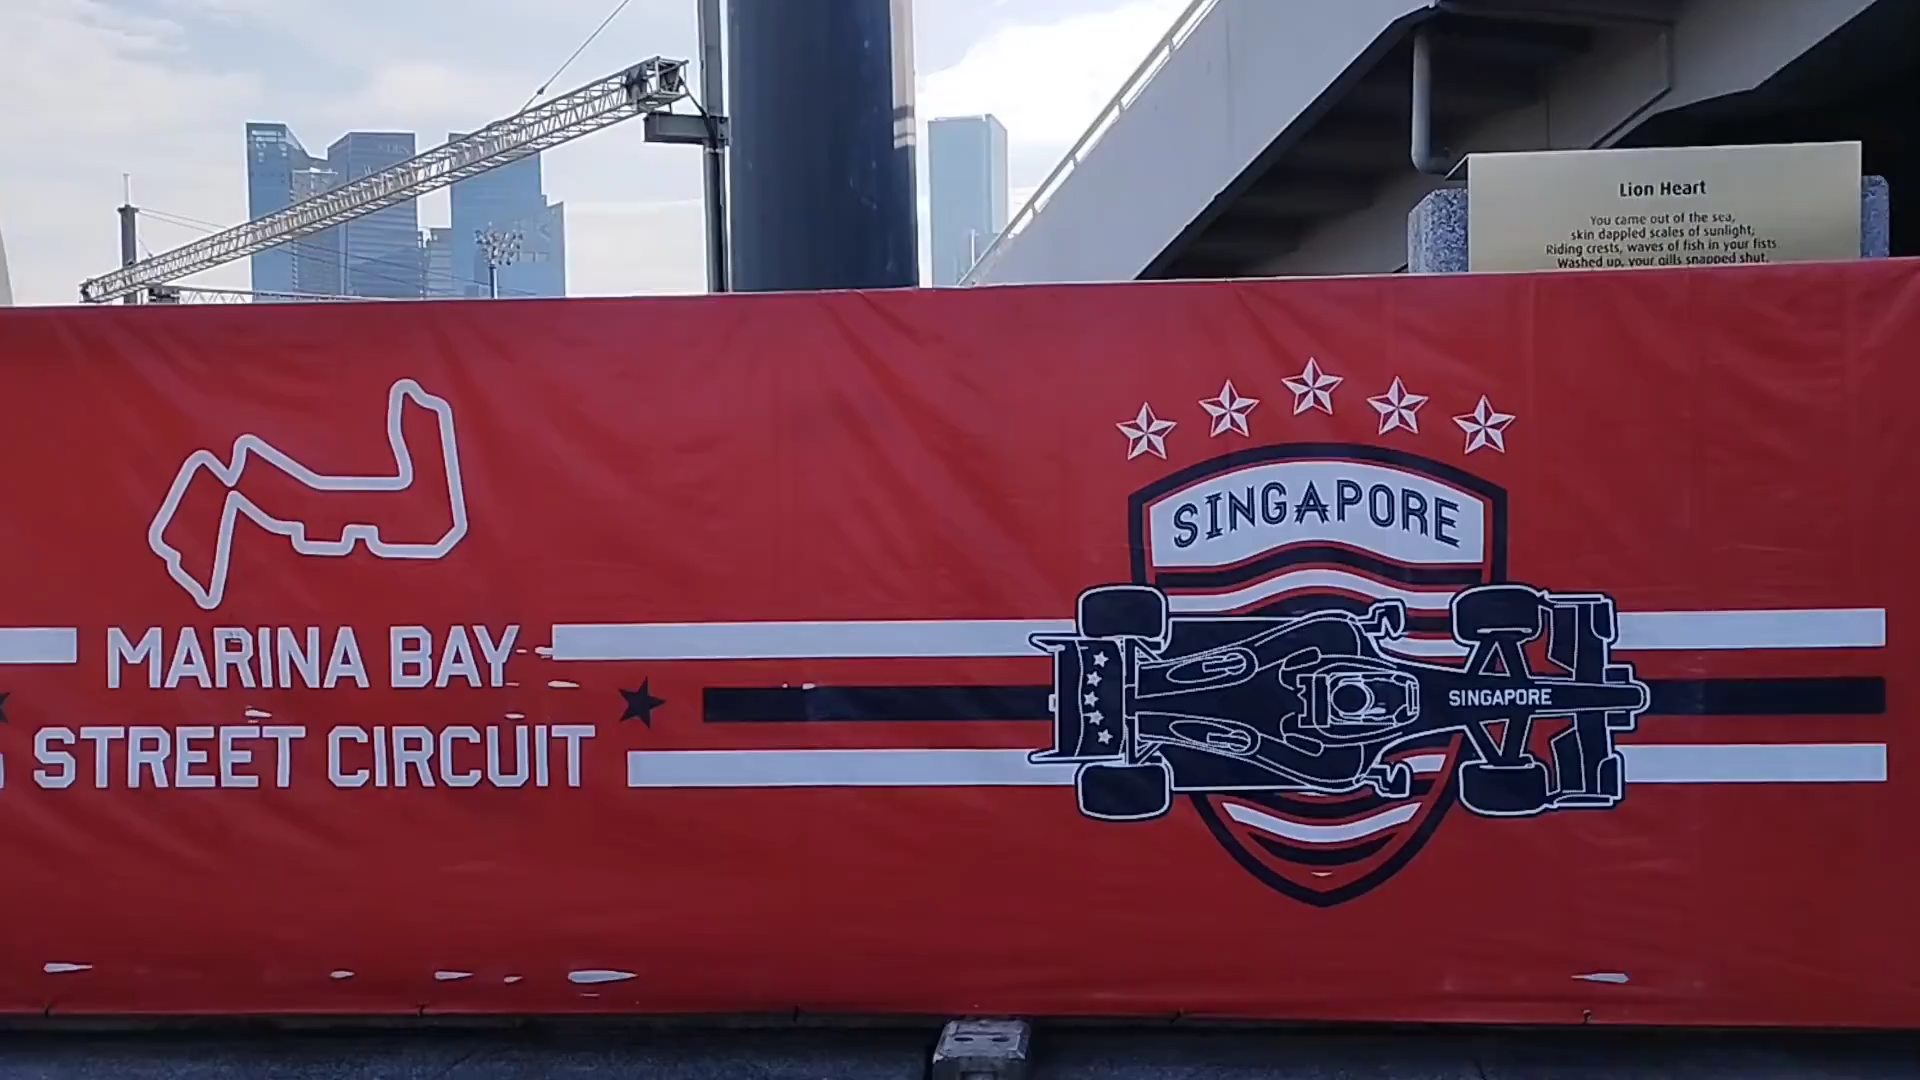 Lion Heart
You came out of the sea,
skin dappled scales of sunlight;
Riding crests, waves of fish in your fists.
Washed up, your gills snapped shut.
MARINA BAY
STREET CIRCUIT
SINGAPORE
SINGAPORE